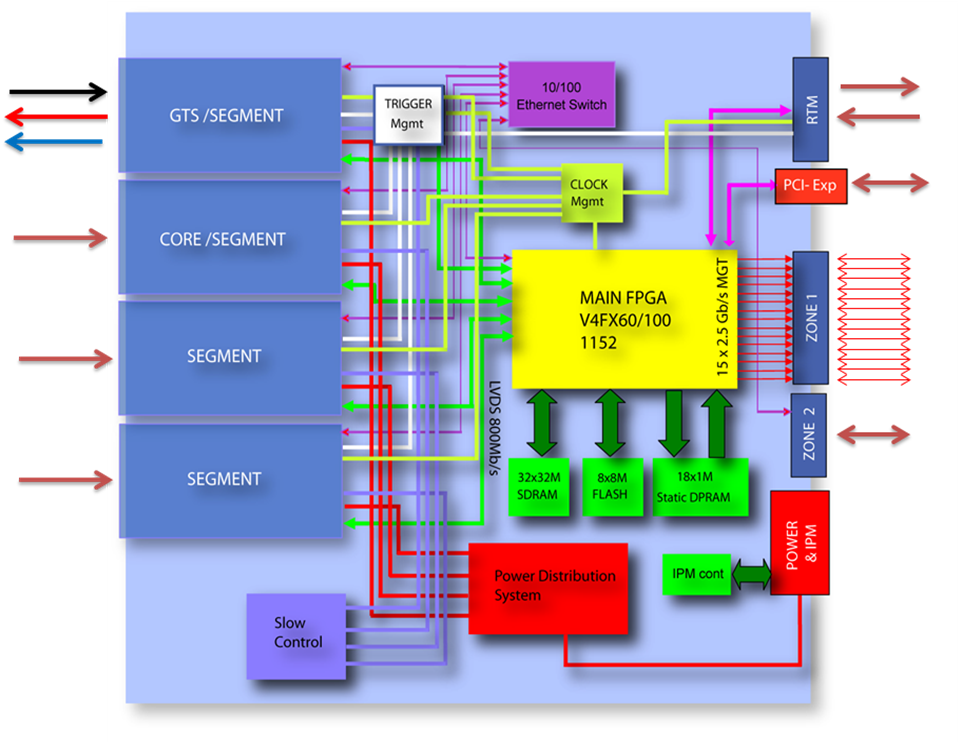 GTS /SEGMENT
TRIGGER
Mgmt
10/100
Ethernet Switch
RTM
CLOCK
Mgmt
PCI- Exp
CORE /SEGMENT
MAIN FPGA
V4FX60/100
1152
15 x 2.5 Gb/s MGT
ZONE 1
SEGMENT
LVDS 800Mb/s
ZONE 2
SEGMENT
32x32M
SDRAM
8x8M
FLASH
18x1M
Static DPRAM
POWER
& IPM
IPM cont
Power Distribution
System
Slow
Control